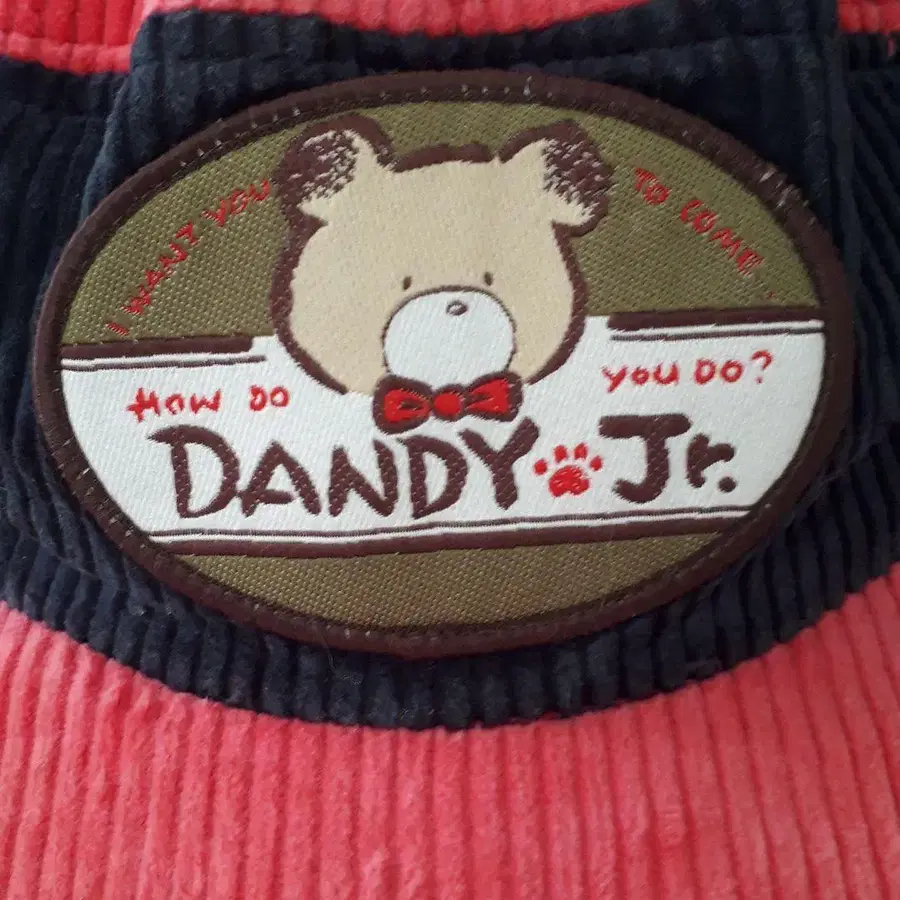 I WANT YOU TO COME...
HOW DO YOU DO?
DANDY Jr.